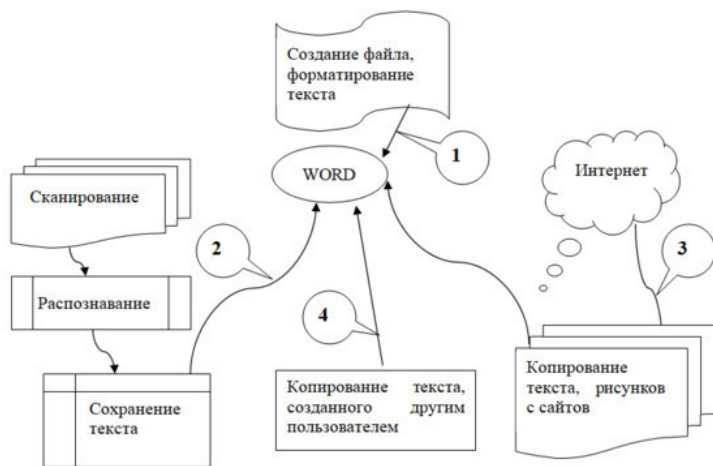 Создание файла,
форматирование
текста
1
WORD
Интернет
Сканирование
2
3
Распознавание
4
Сохранение
текста
Копирование текста,
созданного другим
пользователем
Копирование
текста, рисунков
с сайтов